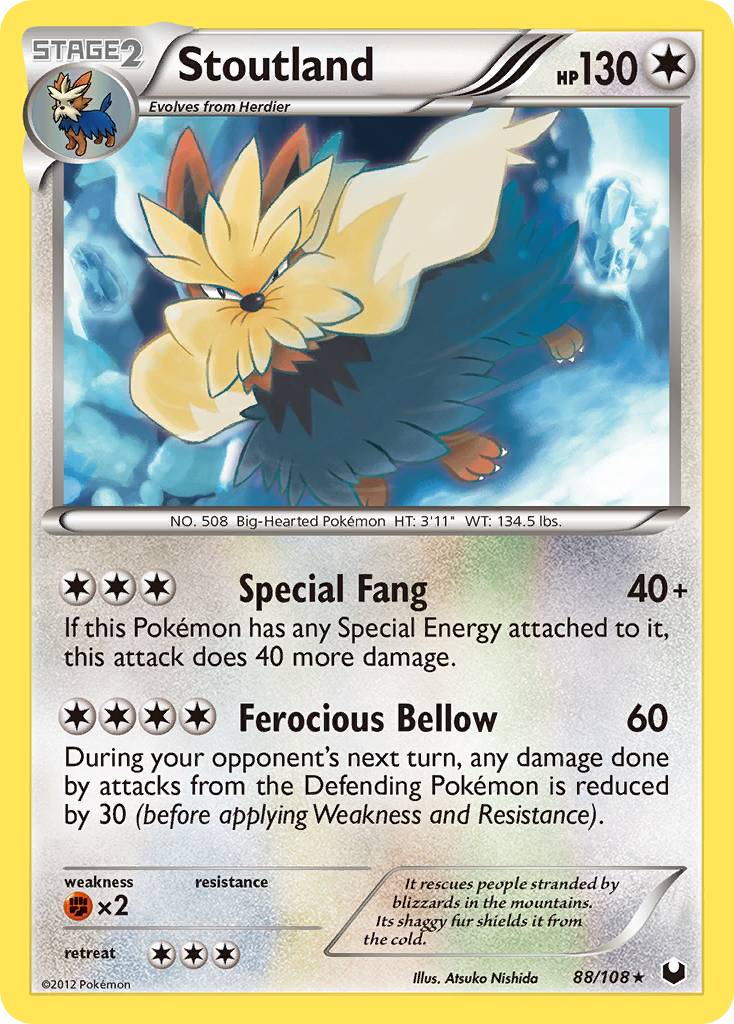 STAGE2
Stoutland
HP130
Evolves from Herdier
NO. 508 Big-Hearted Pokémon HT: 3'11" WT: 134.5 lbs.
Special Fang 40+
If this Pokémon has any Special Energy attached to it,
this attack does 40 more damage.
Ferocious Bellow 60
During your opponent's next turn, any damage done
by attacks from the Defending Pokémon is reduced
by 30 (before applying Weakness and Resistance).
weakness resistance
×2
retreat
It rescues people stranded by
blizzards in the mountains.
Its shaggy fur shields it from
the cold.
©2012 Pokémon
Illus. Atsuko Nishida 88/108★